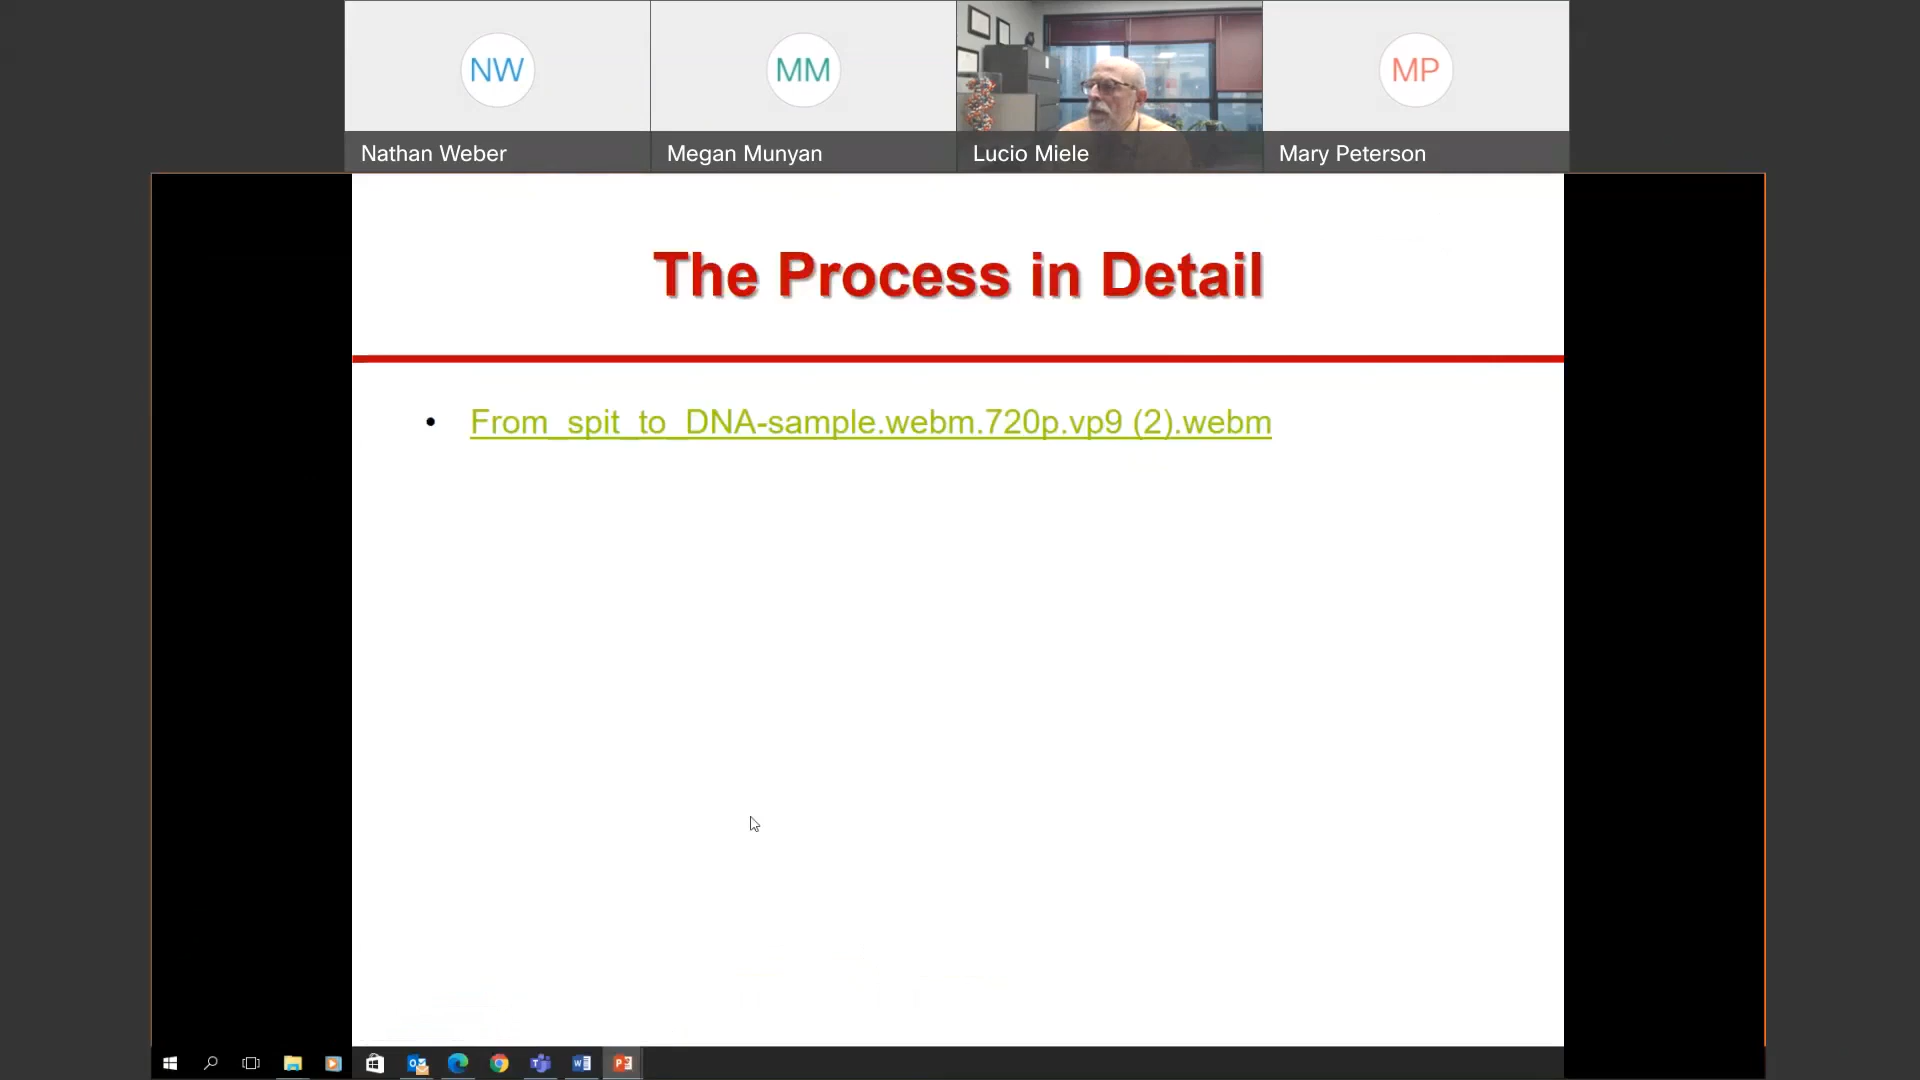 NW
MM
MP
Nathan Weber
Megan Munyan
Lucio Miele
Mary Peterson
The Process in Detail
• From_spit_to_DNA-sample.webm.720p.vp9 (2).webm